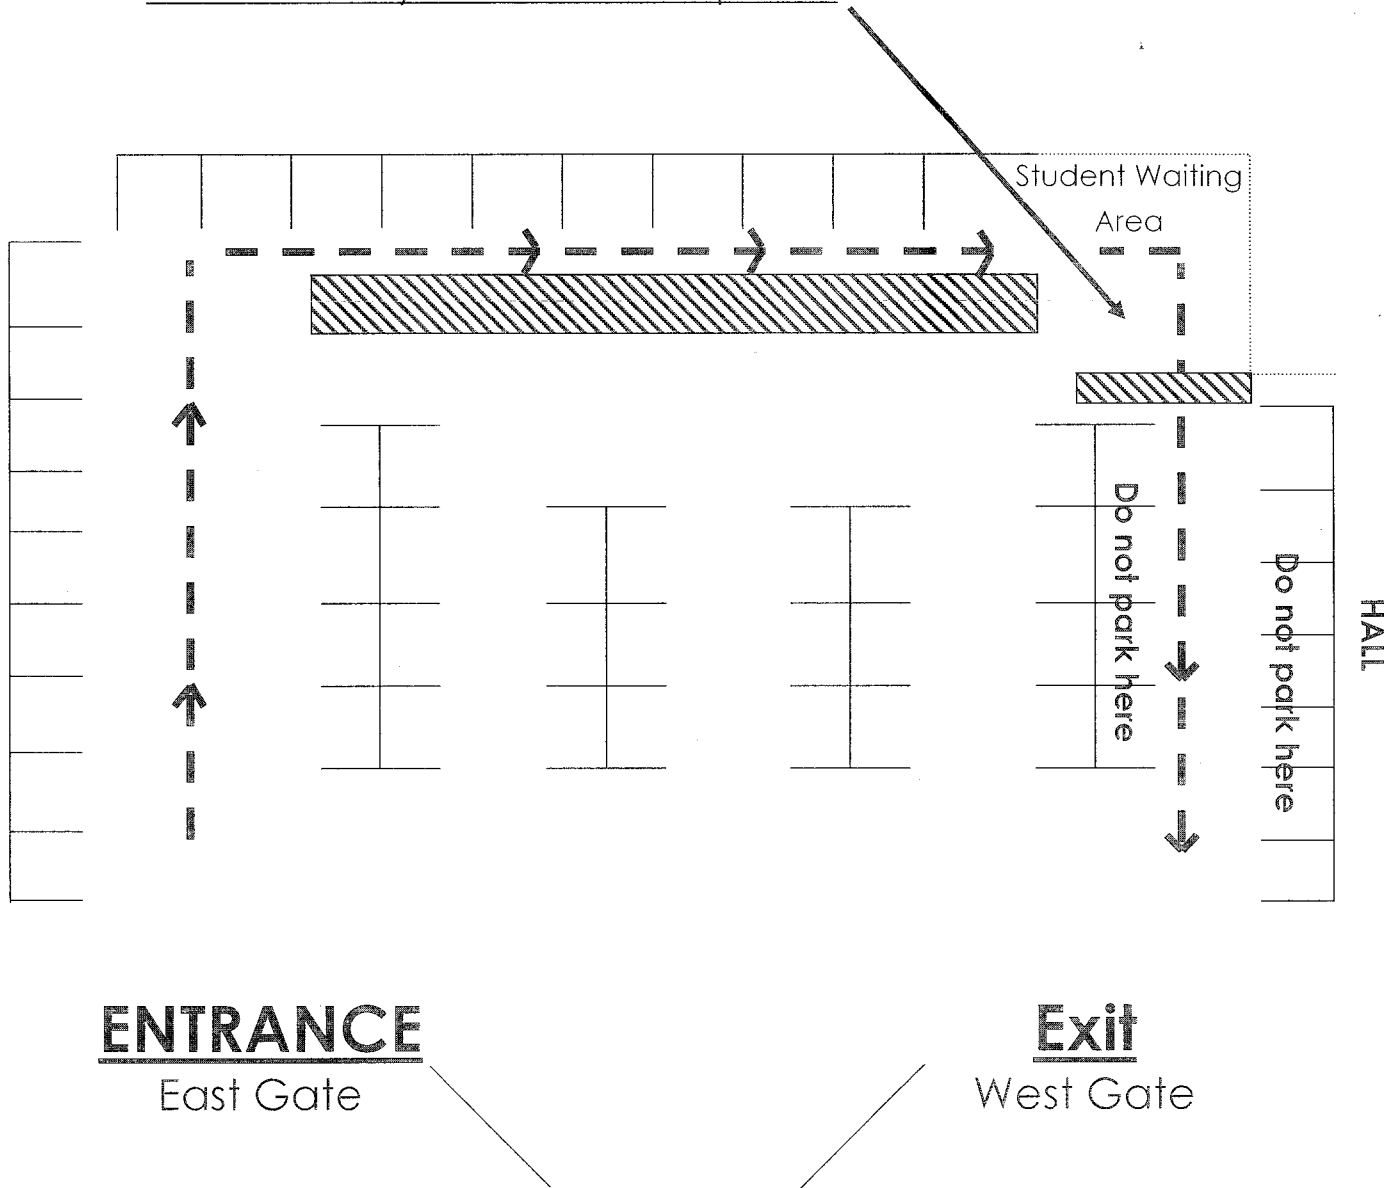 Student Waiting
Area
Do not park here
Do not park here
HALL
ENTRANCE
East Gate
Exit
West Gate